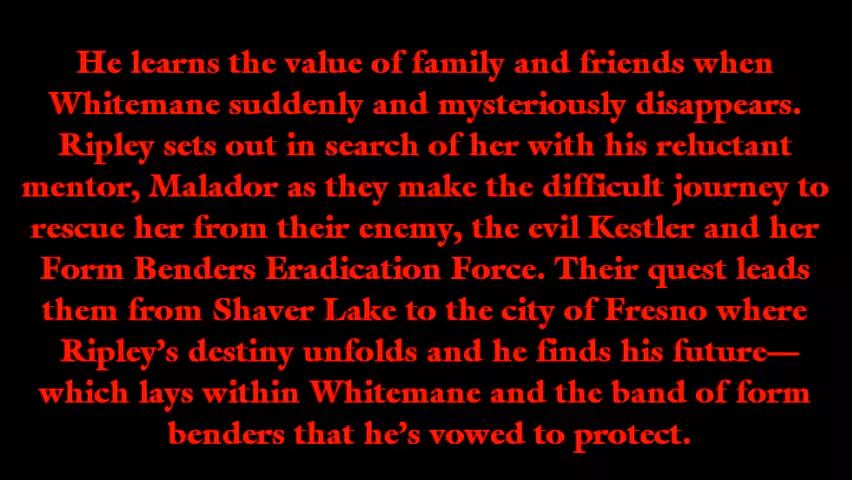 He learns the value of family and friends when
Whitemane suddenly and mysteriously disappears.
Ripley sets out in search of her with his reluctant
mentor, Malador as they make the difficult journey to
rescue her from their enemy, the evil Kestler and her
Form Benders Eradication Force. Their quest leads
them from Shaver Lake to the city of Fresno where
Ripley’s destiny unfolds and he finds his future—
which lays within Whitemane and the band of form
benders that he’s vowed to protect.